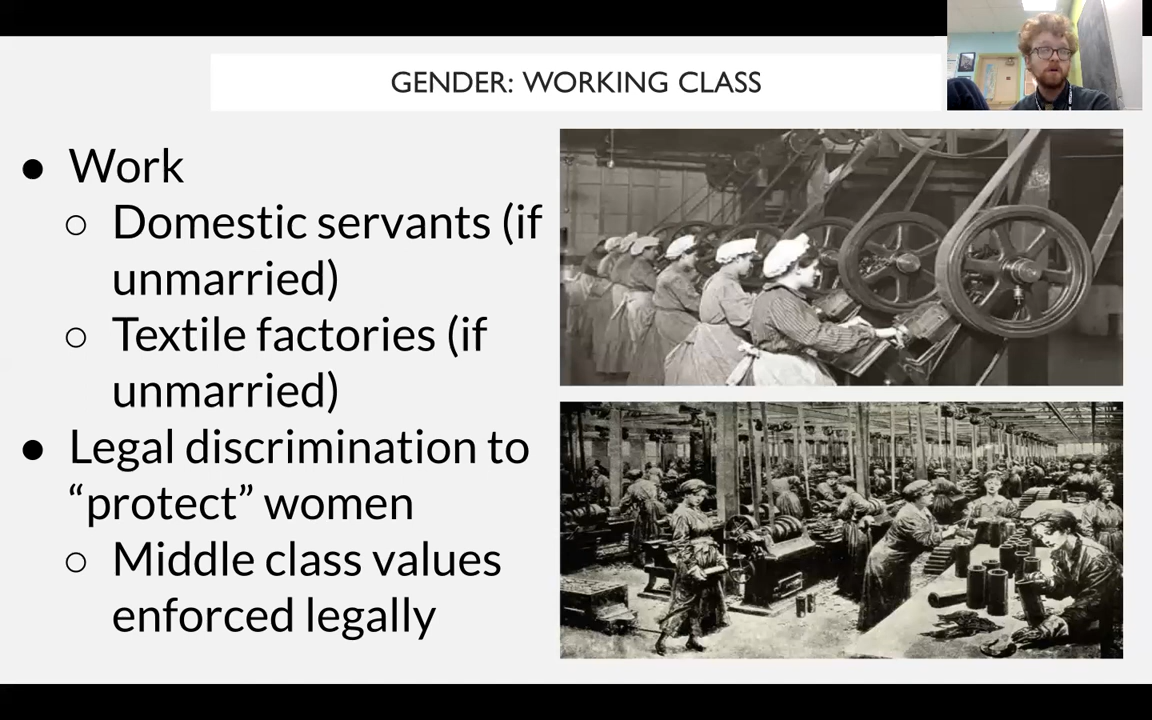 GENDER: WORKING CLASS
● Work
○ Domestic servants (if
unmarried)
○ Textile factories (if
unmarried)
● Legal discrimination to
“protect” women
○ Middle class values
enforced legally